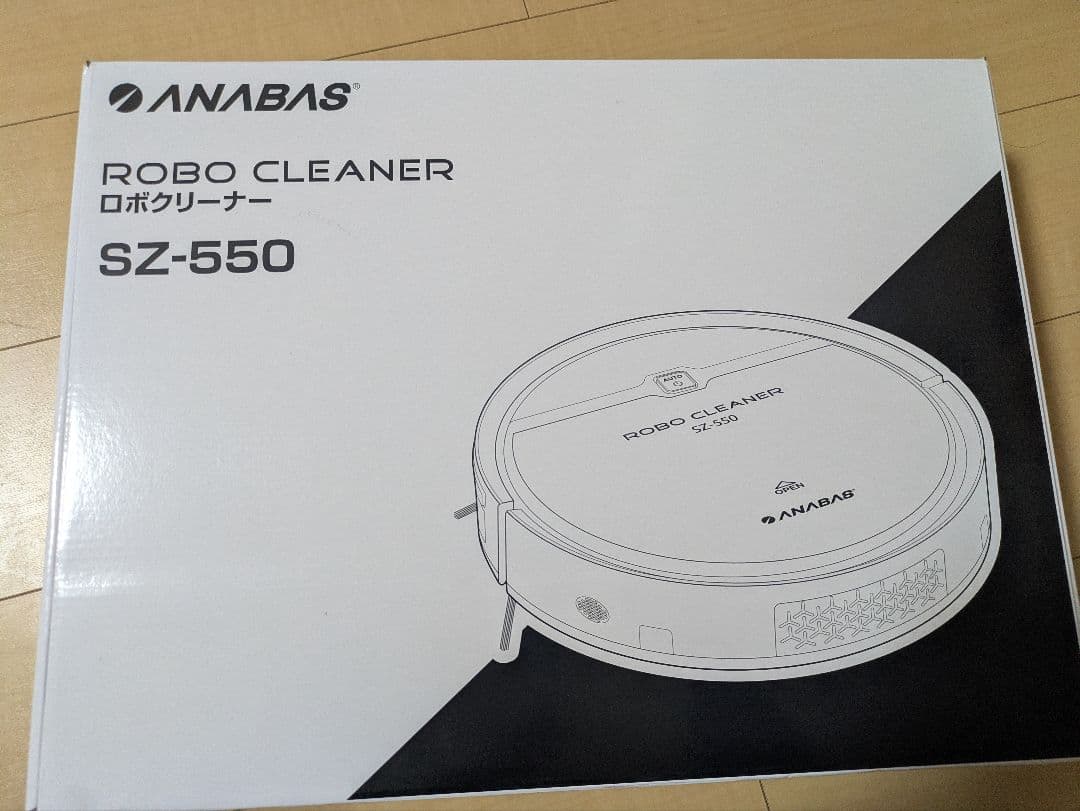 ANABAS®
ROBO CLEANER
ロボクリーナー
SZ-550
AUTO
ROBO CLEANER
SZ-550
OPEN
ANABAS®